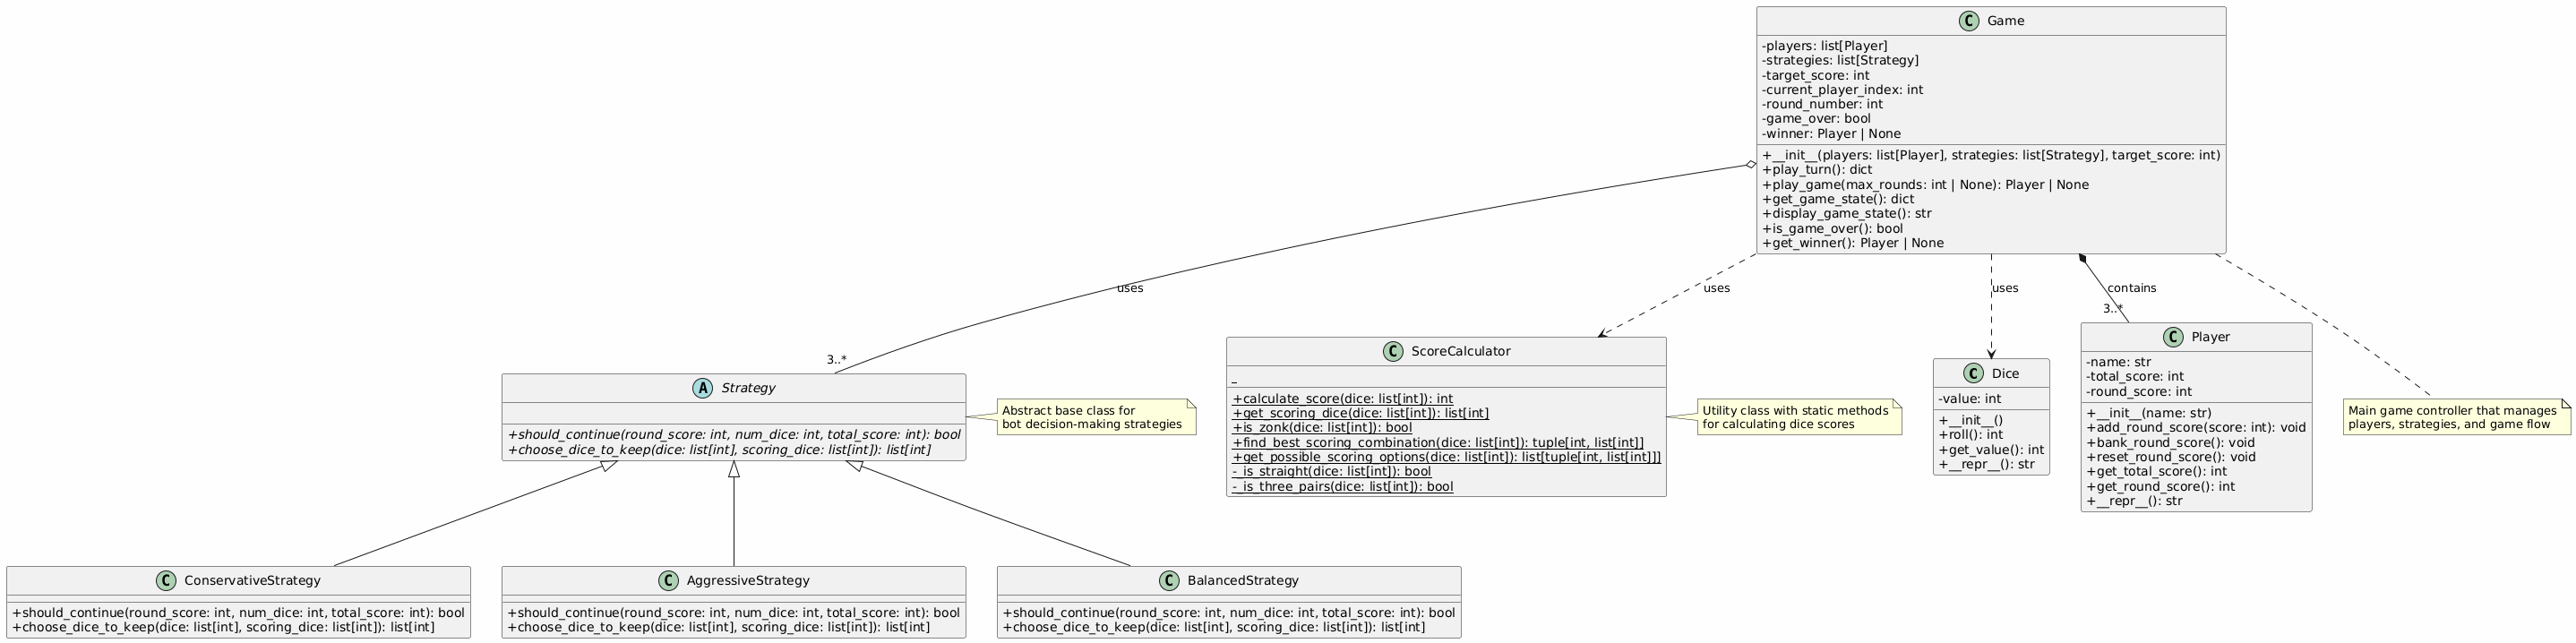 C Game
-players: list[Player]
-strategies: list[Strategy]
-target_score: int
-current_player_index: int
-round_number: int
-game_over: bool
-winner: Player | None
+__init__(players: list[Player], strategies: list[Strategy], target_score: int)
+play_turn(): dict
+play_game(max_rounds: int | None): Player | None
+get_game_state(): dict
+display_game_state(): str
+is_game_over(): bool
+get_winner(): Player | None
uses
uses
uses
contains
3..*
3..*
A Strategy
+should_continue(round_score: int, num_dice: int, total_score: int): bool
+choose_dice_to_keep(dice: list[int], scoring_dice: list[int]): list[int]
Abstract base class for
bot decision-making strategies
C ScoreCalculator
_
+calculate_score(dice: list[int]): int
+get_scoring_dice(dice: list[int]): list[int]
+is_zonk(dice: list[int]): bool
+find_best_scoring_combination(dice: list[int]): tuple[int, list[int]]
+get_possible_scoring_options(dice: list[int]): list[tuple[int, list[int]]]
-_is_straight(dice: list[int]): bool
-_is_three_pairs(dice: list[int]): bool
Utility class with static methods
for calculating dice scores
C Dice
-value: int
+__init__()
+roll(): int
+get_value(): int
+__repr__(): str
C Player
-name: str
-total_score: int
-round_score: int
+__init__(name: str)
+add_round_score(score: int): void
+bank_round_score(): void
+reset_round_score(): void
+get_total_score(): int
+get_round_score(): int
+__repr__(): str
Main game controller that manages
players, strategies, and game flow
C ConservativeStrategy
+should_continue(round_score: int, num_dice: int, total_score: int): bool
+choose_dice_to_keep(dice: list[int], scoring_dice: list[int]): list[int]
C AggressiveStrategy
+should_continue(round_score: int, num_dice: int, total_score: int): bool
+choose_dice_to_keep(dice: list[int], scoring_dice: list[int]): list[int]
C BalancedStrategy
+should_continue(round_score: int, num_dice: int, total_score: int): bool
+choose_dice_to_keep(dice: list[int], scoring_dice: list[int]): list[int]